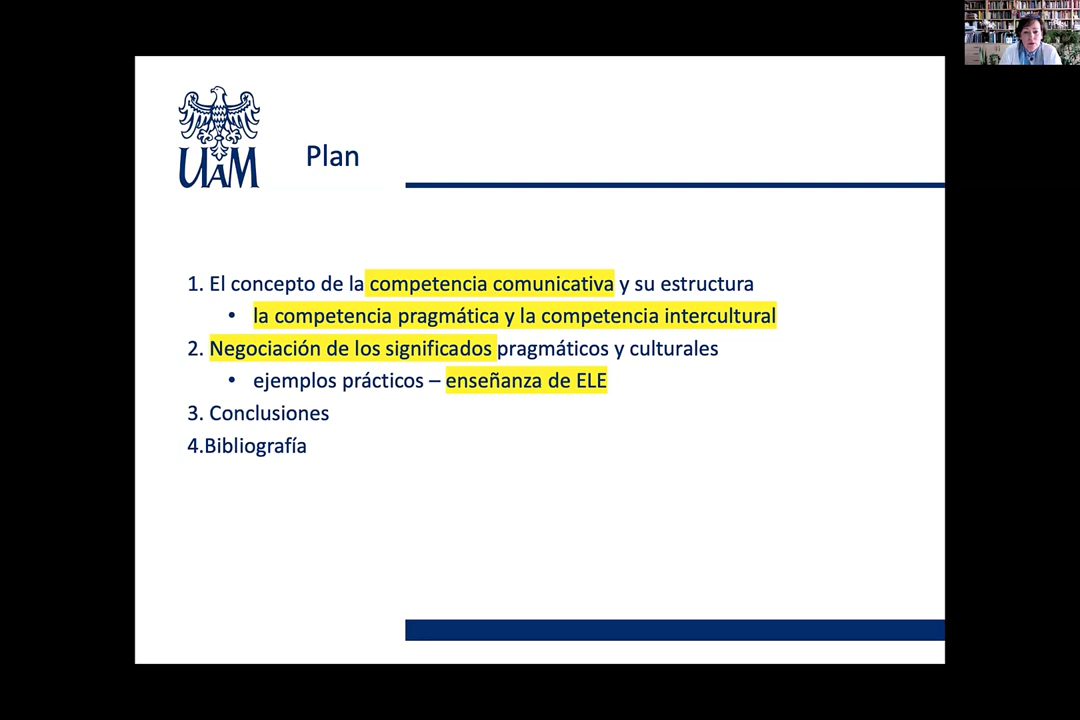 UAM
Plan
1. El concepto de la competencia comunicativa y su estructura
• la competencia pragmática y la competencia intercultural
2. Negociación de los significados pragmáticos y culturales
• ejemplos prácticos – enseñanza de ELE
3. Conclusiones
4.Bibliografía